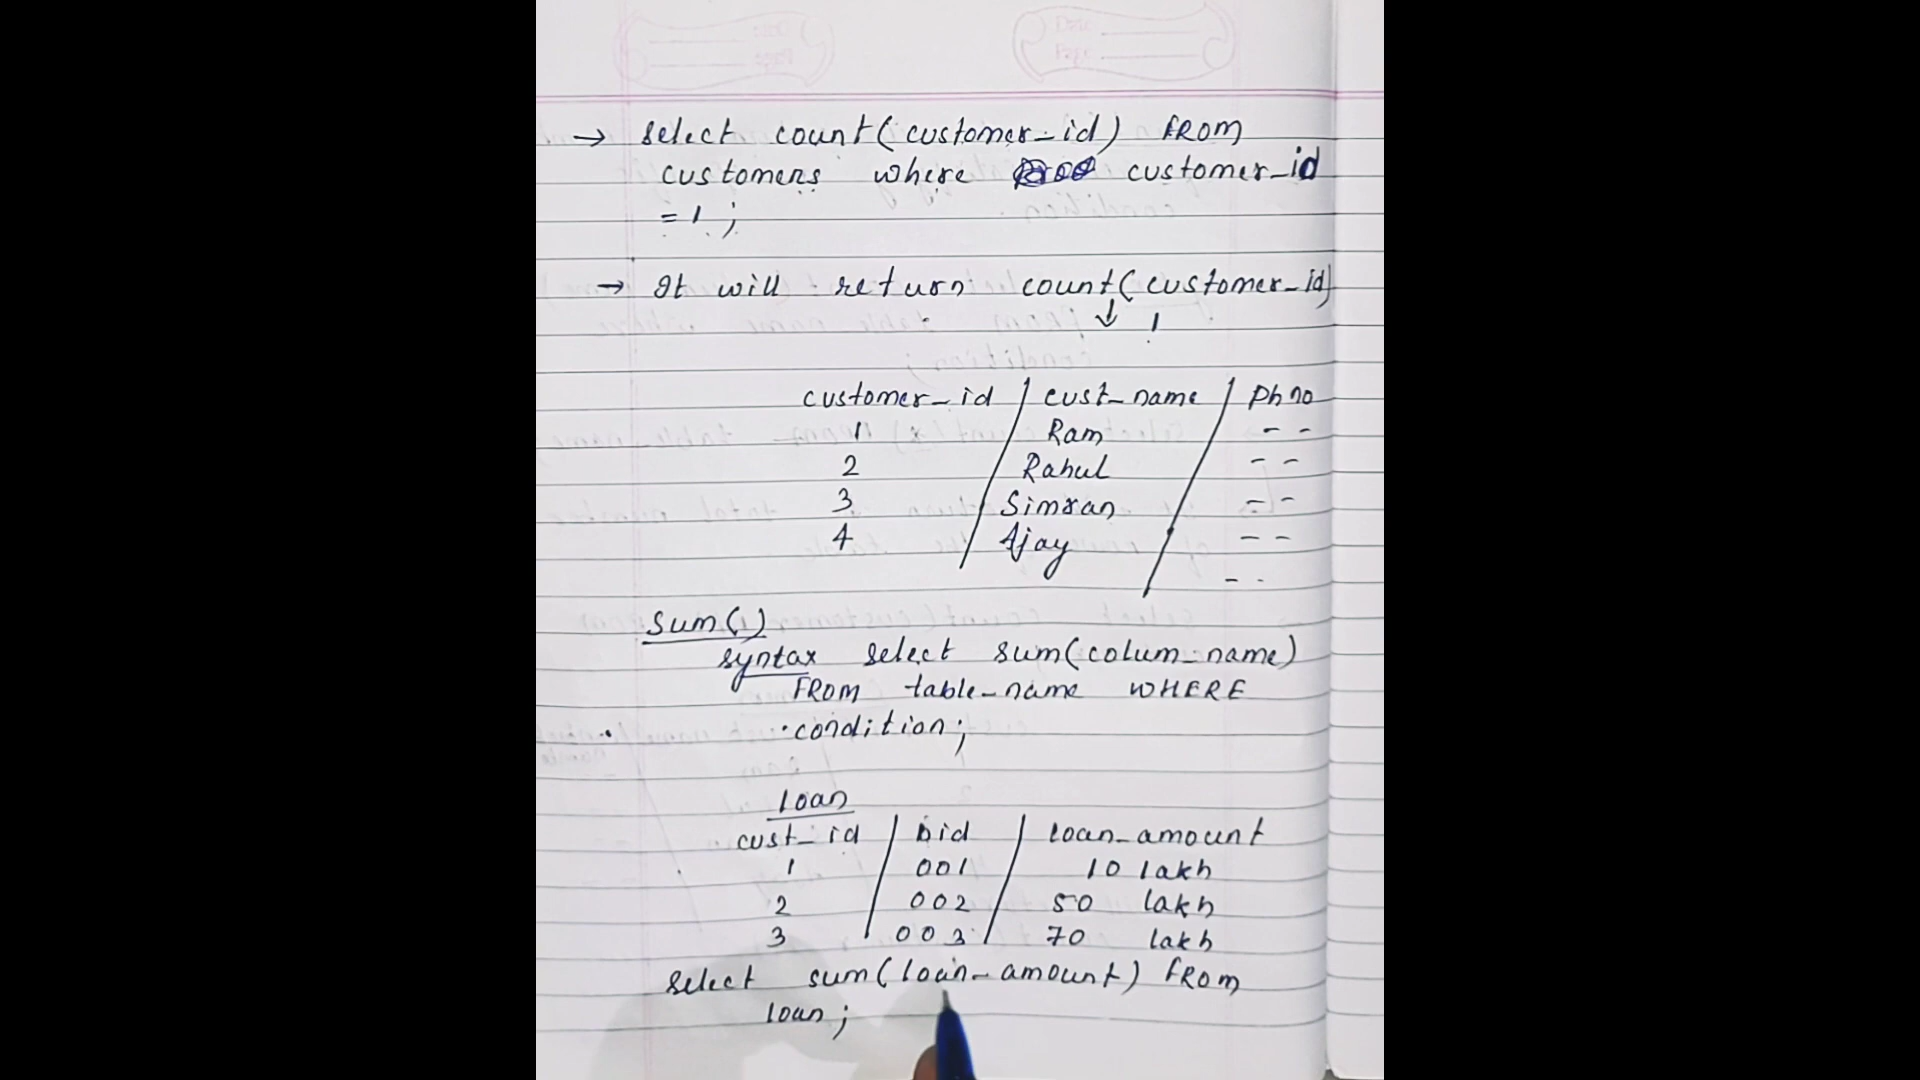 → select count(customer_id) FROM
customers where customer_id
= 1 ;
→ It will return count(customer_id)
↓ 1
customer_id / cust_name / Ph no
1 Ram - -
2 Rahul - -
3 Simran - -
4 Ajay - -
- -
Sum()
syntax select sum(colum_name)
FROM table_name WHERE
condition;
loan
cust_id / bid / loan_amount
1 001 10 lakh
2 002 50 lakh
3 003 70 lakh
select sum(loan_amount) FROM
loan;